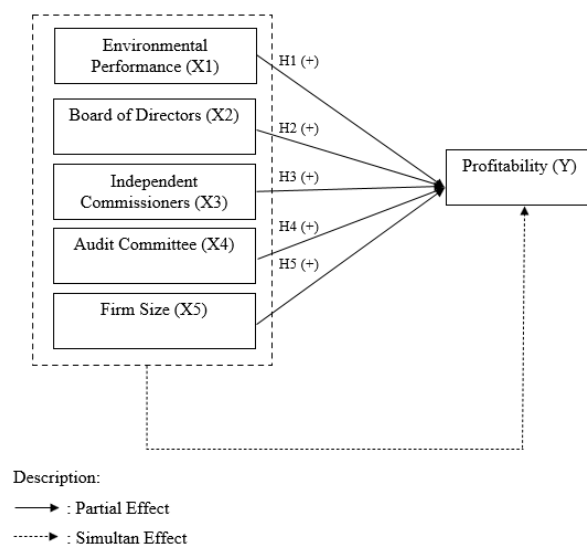 Environmental
Performance (X1)
H1 (+)
Board of Directors (X2)
H2 (+)
Profitability (Y)
Independent
Commissioners (X3)
H3 (+)
Audit Committee (X4)
H4 (+)
H5 (+)
Firm Size (X5)
Description:
: Partial Effect
: Simultan Effect